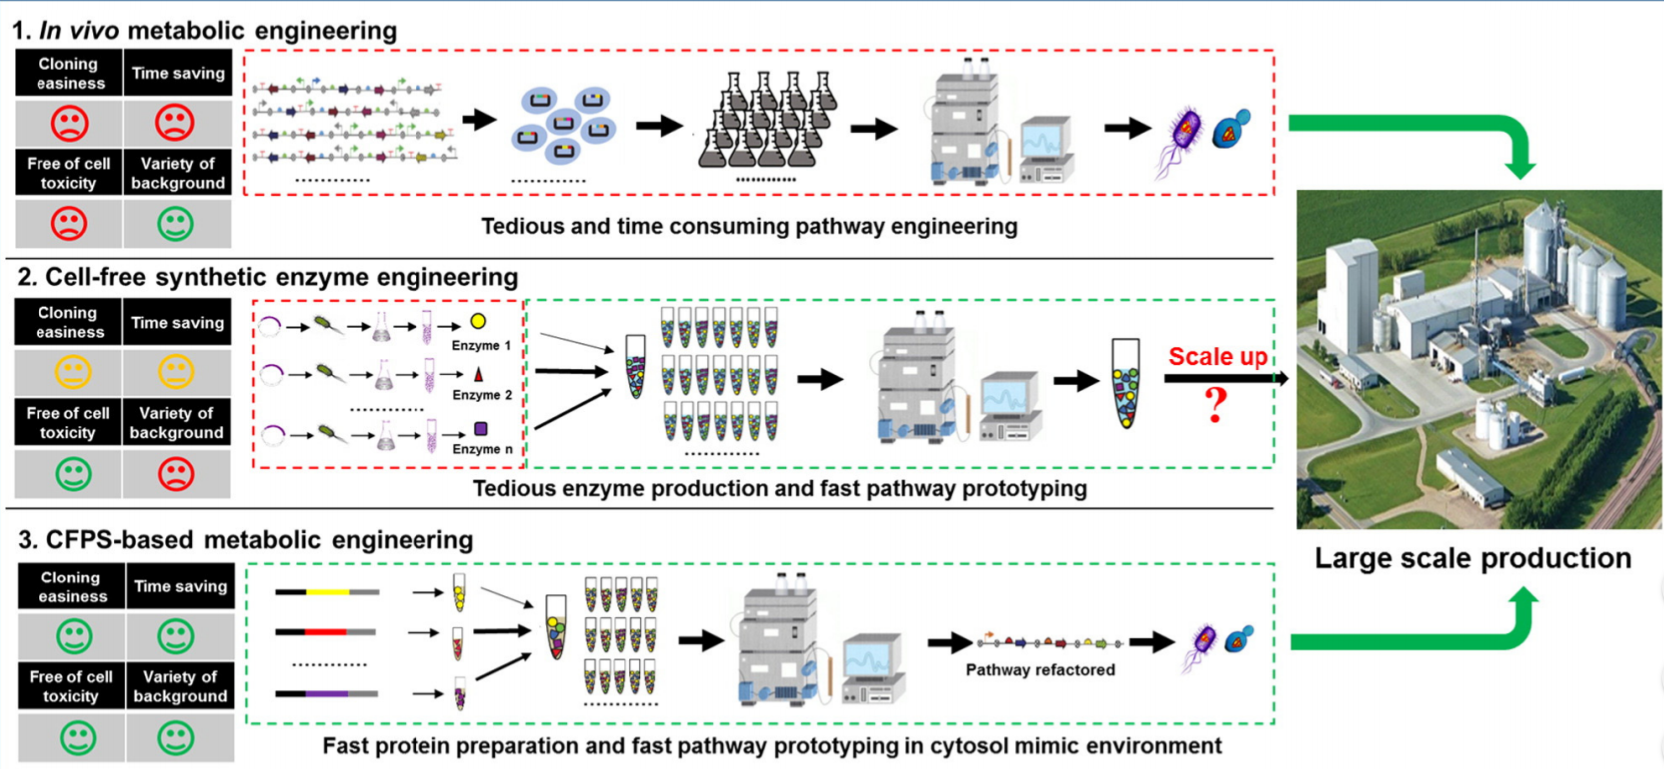 1. In vivo metabolic engineering
Cloning
easiness
Time saving
Free of cell
toxicity
Variety of
background
Tedious and time consuming pathway engineering
2. Cell-free synthetic enzyme engineering
Cloning
easiness
Time saving
Free of cell
toxicity
Variety of
background
Enzyme 1
Enzyme 2
Enzyme n
Scale up
?
Tedious enzyme production and fast pathway prototyping
3. CFPS-based metabolic engineering
Cloning
easiness
Time saving
Free of cell
toxicity
Variety of
background
Pathway refactored
Fast protein preparation and fast pathway prototyping in cytosol mimic environment
Large scale production